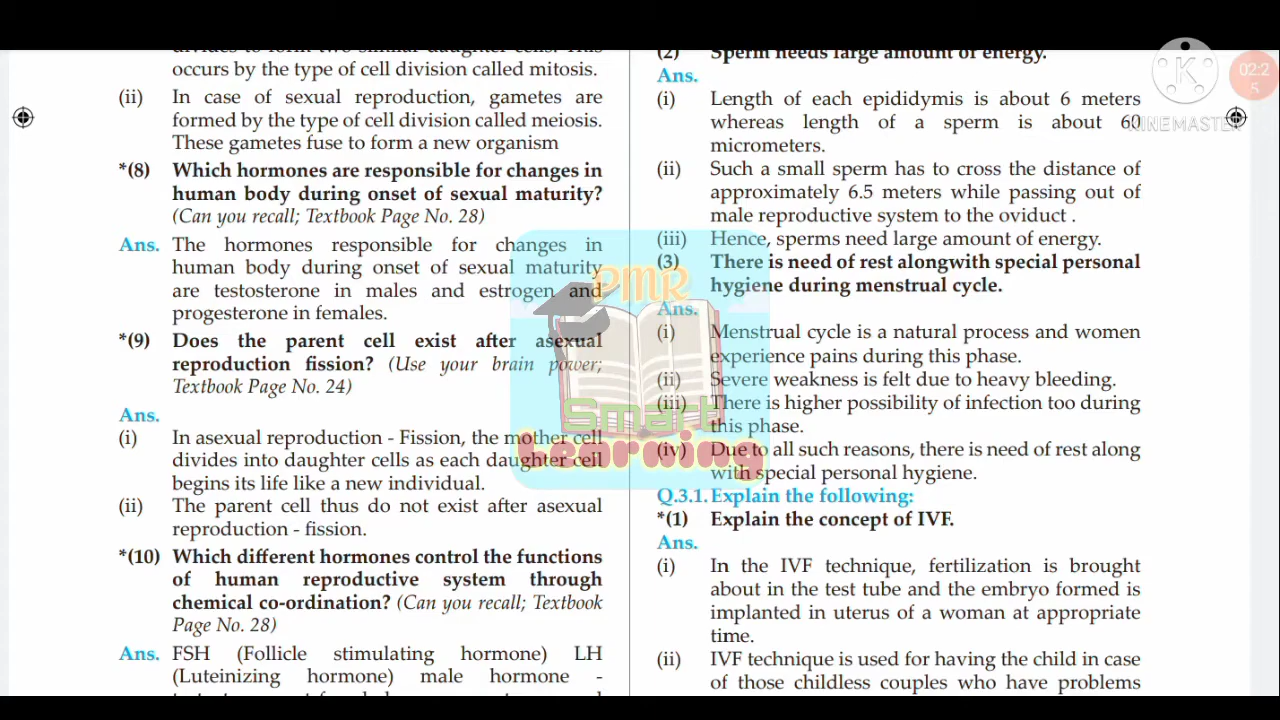 divides to form two similar daughter cells. This
occurs by the type of cell division called mitosis.
(ii) In case of sexual reproduction, gametes are
formed by the type of cell division called meiosis.
These gametes fuse to form a new organism
*(8) Which hormones are responsible for changes in
human body during onset of sexual maturity?
(Can you recall; Textbook Page No. 28)
Ans. The hormones responsible for changes in
human body during onset of sexual maturity
are testosterone in males and estrogen and
progesterone in females.
*(9) Does the parent cell exist after asexual
reproduction fission? (Use your brain power;
Textbook Page No. 24)
Ans.
(i) In asexual reproduction - Fission, the mother cell
divides into daughter cells as each daughter cell
begins its life like a new individual.
(ii) The parent cell thus do not exist after asexual
reproduction - fission.
*(10) Which different hormones control the functions
of human reproductive system through
chemical co-ordination? (Can you recall; Textbook
Page No. 28)
Ans. FSH (Follicle stimulating hormone) LH
(Luteinizing hormone) male hormone -
(2) Sperm needs large amount of energy.
Ans.
(i) Length of each epididymis is about 6 meters
whereas length of a sperm is about 60
micrometers.
(ii) Such a small sperm has to cross the distance of
approximately 6.5 meters while passing out of
male reproductive system to the oviduct .
(iii) Hence, sperms need large amount of energy.
(3) There is need of rest alongwith special personal
hygiene during menstrual cycle.
Ans.
(i) Menstrual cycle is a natural process and women
experience pains during this phase.
(ii) Severe weakness is felt due to heavy bleeding.
(iii) There is higher possibility of infection too during
this phase.
(iv) Due to all such reasons, there is need of rest along
with special personal hygiene.
Q.3.1. Explain the following:
*(1) Explain the concept of IVF.
Ans.
(i) In the IVF technique, fertilization is brought
about in the test tube and the embryo formed is
implanted in uterus of a woman at appropriate
time.
(ii) IVF technique is used for having the child in case
of those childless couples who have problems
PMR
Smart
Learning
K
KINEMASTER
02:2
5